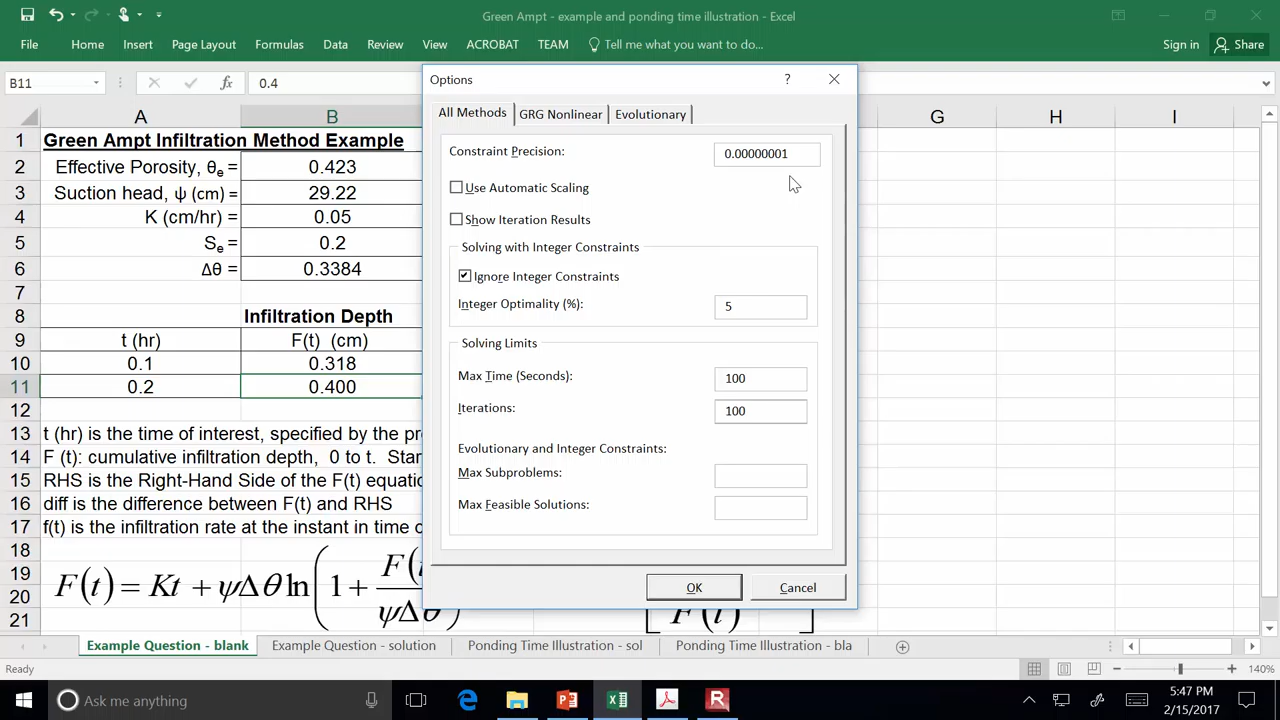 Green Ampt - example and ponding time illustration - Excel
File Home Insert Page Layout Formulas Data Review View ACROBAT TEAM Tell me what you want to do... Sign in Share
B11 fx 0.4
Options ?
All Methods GRG Nonlinear Evolutionary
Constraint Precision: 0.00000001
Use Automatic Scaling
Show Iteration Results
Solving with Integer Constraints
Ignore Integer Constraints
Integer Optimality (%): 5
Solving Limits
Max Time (Seconds): 100
Iterations: 100
Evolutionary and Integer Constraints:
Max Subproblems:
Max Feasible Solutions:
OK Cancel
A B G H I
1 Green Ampt Infiltration Method Example
2 Effective Porosity, θe = 0.423
3 Suction head, ψ (cm) = 29.22
4 K (cm/hr) = 0.05
5 Se = 0.2
6 Δθ = 0.3384
7
8 Infiltration Depth
9 t (hr) F(t) (cm)
10 0.1 0.318
11 0.2 0.400
12
13 t (hr) is the time of interest, specified by the
14 F (t): cumulative infiltration depth, 0 to t.
15 RHS is the Right-Hand Side of the F(t)
16 diff is the difference between F(t) and RHS
17 f(t) is the infiltration rate at the instant in time
18
19
20
21
F(t) = Kt + ψΔθ ln(1 + F( / ψΔθ
F(t)
Example Question - blank Example Question - solution Ponding Time Illustration - sol Ponding Time Illustration - bla
Ready 140%
Ask me anything 5:47 PM
2/15/2017